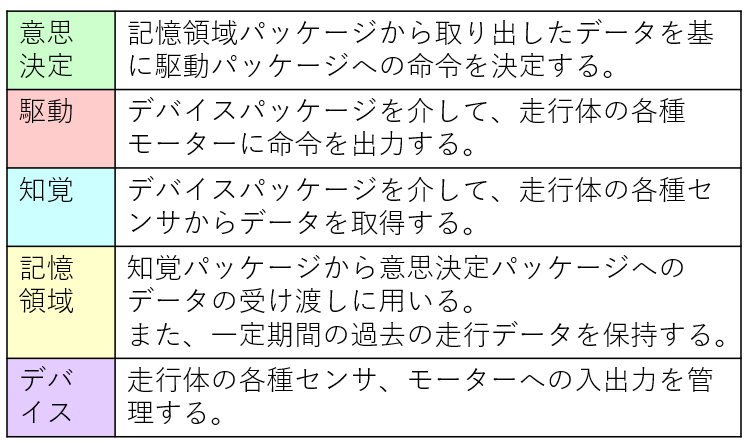 意思
決定
記憶領域パッケージから取り出したデータを基
に駆動パッケージへの命令を決定する。
駆動
デバイスパッケージを介して、走行体の各種
モーターに命令を出力する。
知覚
デバイスパッケージを介して、走行体の各種セ
ンサからデータを取得する。
記憶
領域
知覚パッケージから意思決定パッケージへの
データの受け渡しに用いる。
また、一定期間の過去の走行データを保持する。
デバ
イス
走行体の各種センサ、モーターへの入出力を管
理する。